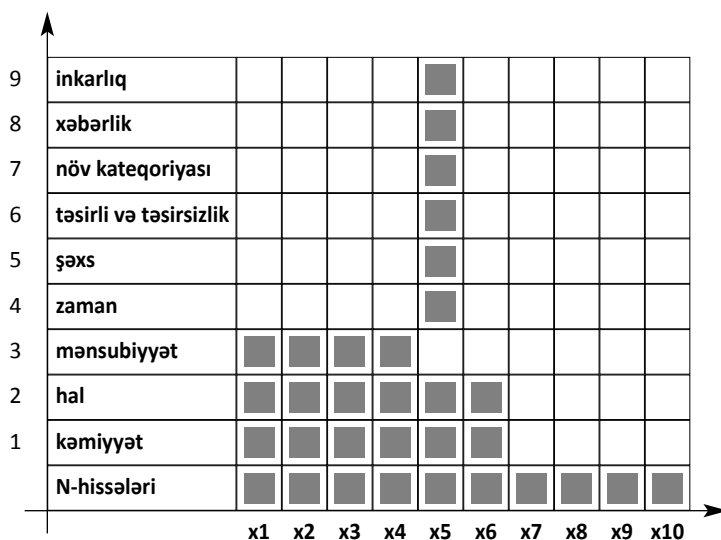 9 inkarlıq
8 xəbərlik
7 növ kateqoriyası
6 təsirli və təsirsizlik
5 şəxs
4 zaman
3 mənsubiyyət
2 hal
1 kəmiyyət
N-hissələri
x1 x2 x3 x4 x5 x6 x7 x8 x9 x10